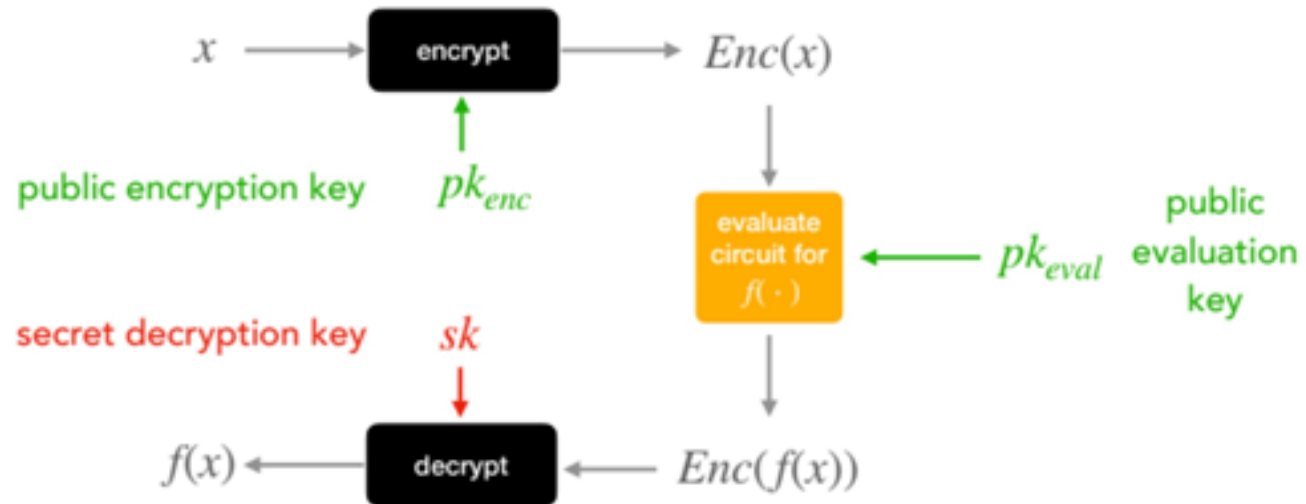 x encrypt Enc(x)
public encryption key pk_enc
evaluate
circuit for
f( · )
pk_eval
public
evaluation
key
secret decryption key sk
f(x) decrypt Enc(f(x))